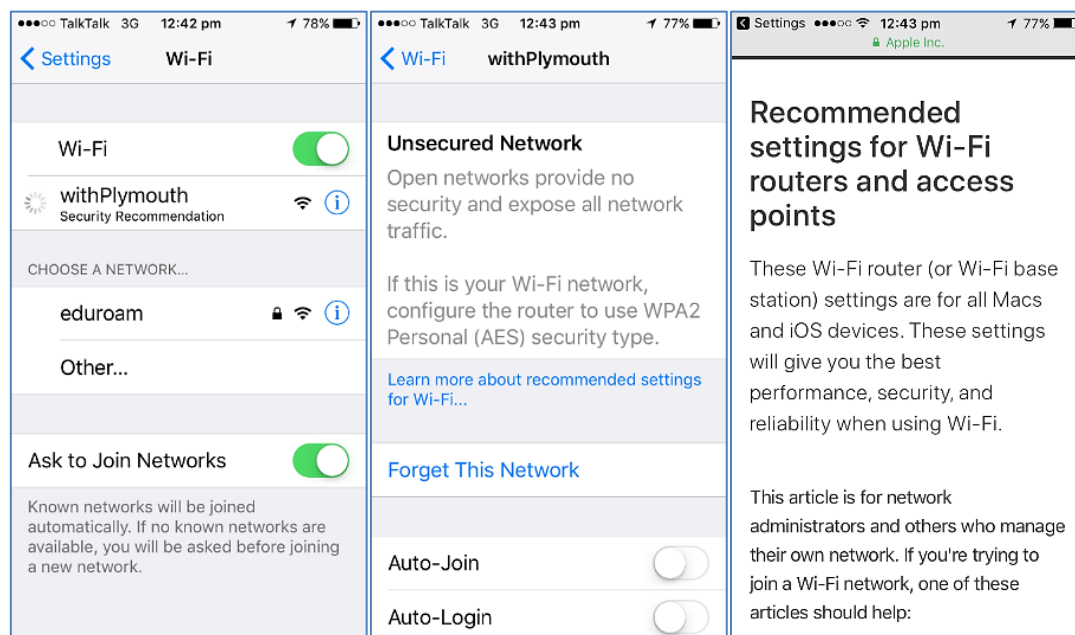 TalkTalk 3G 12:42 pm 78%
Settings Wi-Fi
Wi-Fi
withPlymouth
Security Recommendation
CHOOSE A NETWORK...
eduroam
Other...
Ask to Join Networks
Known networks will be joined
automatically. If no known networks are
available, you will be asked before joining
a new network.
TalkTalk 3G 12:43 pm 77%
Wi-Fi withPlymouth
Unsecured Network
Open networks provide no
security and expose all network
traffic.
If this is your Wi-Fi network,
configure the router to use WPA2
Personal (AES) security type.
Learn more about recommended settings
for Wi-Fi...
Forget This Network
Auto-Join
Auto-Login
Settings 12:43 pm 77%
Apple Inc.
Recommended
settings for Wi-Fi
routers and access
points
These Wi-Fi router (or Wi-Fi base
station) settings are for all Macs
and iOS devices. These settings
will give you the best
performance, security, and
reliability when using Wi-Fi.
This article is for network
administrators and others who manage
their own network. If you're trying to
join a Wi-Fi network, one of these
articles should help: